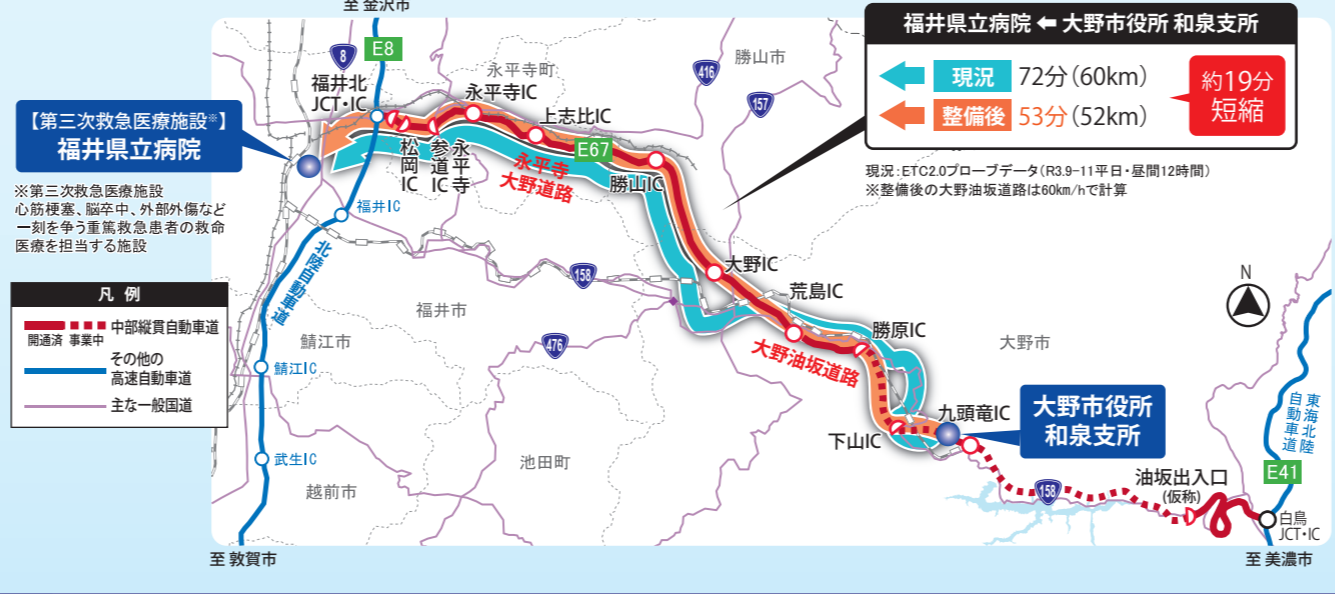 至 金沢市
福井県立病院 ← 大野市役所 和泉支所
現況 72分(60km)
整備後 53分(52km)
約19分
短縮
現況:ETC2.0プローブデータ(R3.9-11平日・昼間12時間)
※整備後の大野油坂道路は60km/hで計算
【第三次救急医療施設※】
福井県立病院
※第三次救急医療施設
心筋梗塞、脳卒中、外部外傷など
一刻を争う重篤救急患者の救命
医療を担当する施設
凡 例
中部縦貫自動車道
開通済 事業中
その他の
高速自動車道
主な一般国道
8
E8
福井北
JCT・IC
永平寺町
永平寺IC
上志比IC
416
勝山市
157
松岡
IC
永平寺
参道IC
永平寺
大野道路
E67
勝山IC
福井IC
北陸自動車道
158
大野IC
荒島IC
福井市
勝原IC
大野市
N
476
大野油坂道路
鯖江市
鯖江IC
下山IC
九頭竜IC
大野市役所
和泉支所
東海北陸
自動車道
武生IC
池田町
越前市
158
油坂出入口
(仮称)
E41
白鳥
JCT・IC
至 敦賀市
至 美濃市